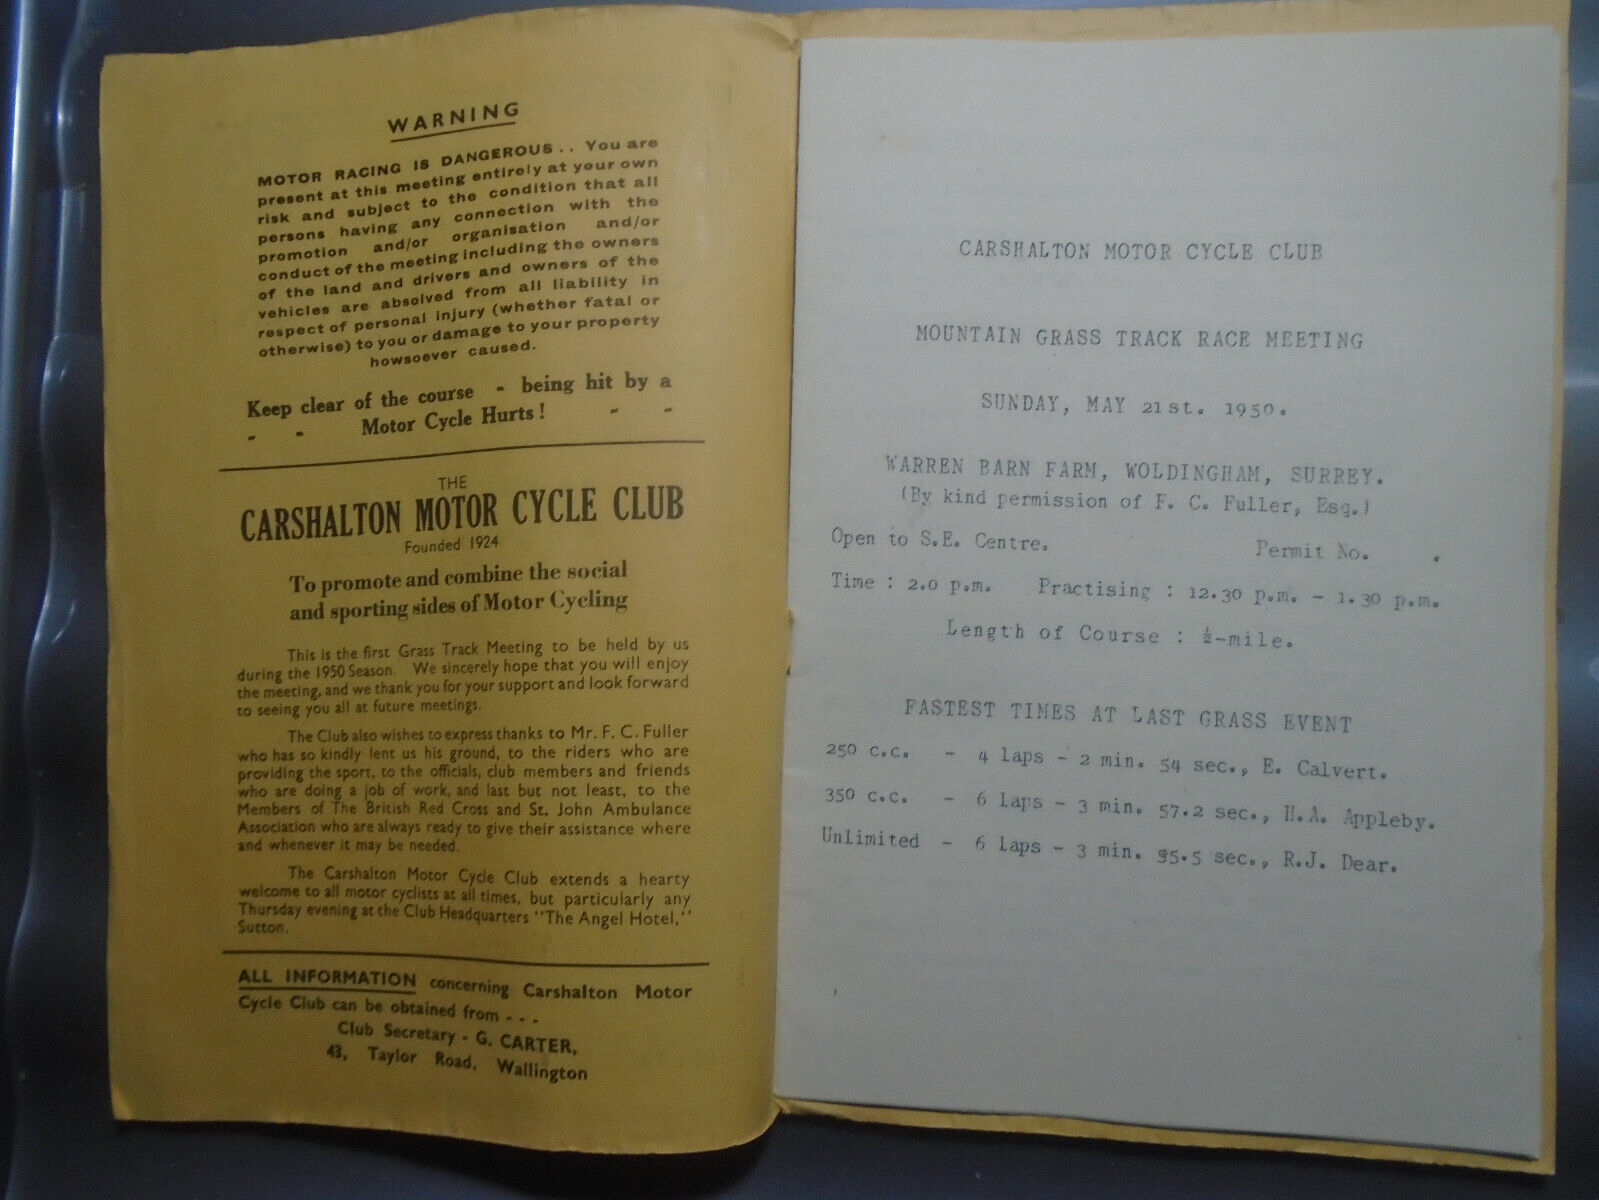 WARNING
MOTOR RACING IS DANGEROUS . . You are
present at this meeting entirely at your own
risk and subject to the condition that all
persons having any connection with the
promotion and/or organisation and/or
conduct of the meeting including the owners
of the land and drivers and owners of the
vehicles are absolved from all liability in
respect of personal injury (whether fatal or
otherwise) to you or damage to your property
howsoever caused.
Keep clear of the course - being hit by a
- - Motor Cycle Hurts ! - -
THE
CARSHALTON MOTOR CYCLE CLUB
Founded 1924
To promote and combine the social
and sporting sides of Motor Cycling
This is the first Grass Track Meeting to be held by us
during the 1950 Season. We sincerely hope that you will enjoy
the meeting, and we thank you for your support and look forward
to seeing you all at future meetings.
The Club also wishes to express thanks to Mr. F. C. Fuller
who has so kindly lent us his ground, to the riders who are
providing the sport, to the officials, club members and friends
who are doing a job of work, and last but not least, to the
Members of The British Red Cross and St. John Ambulance
Association who are always ready to give their assistance where
and whenever it may be needed.
The Carshalton Motor Cycle Club extends a hearty
welcome to all motor cyclists at all times, but particularly any
Thursday evening at the Club Headquarters "The Angel Hotel,"
Sutton.
ALL INFORMATION concerning Carshalton Motor
Cycle Club can be obtained from - - -
Club Secretary - G. CARTER,
43, Taylor Road, Wallington
CARSHALTON MOTOR CYCLE CLUB
MOUNTAIN GRASS TRACK RACE MEETING
SUNDAY, MAY 21st. 1950.
WARREN BARN FARM, WOLDINGHAM, SURREY.
(By kind permission of F. C. Fuller, Esq.)
Open to S.E. Centre. Permit No. .
Time : 2.0 p.m. Practising : 12.30 p.m. - 1.30 p.m.
Length of Course : ½-mile.
FASTEST TIMES AT LAST GRASS EVENT
250 c.c. - 4 laps - 2 min. 54 sec., E. Calvert.
350 c.c. - 6 laps - 3 min. 57.2 sec., H.A. Appleby.
Unlimited - 6 laps - 3 min. 55.5 sec., R.J. Dear.